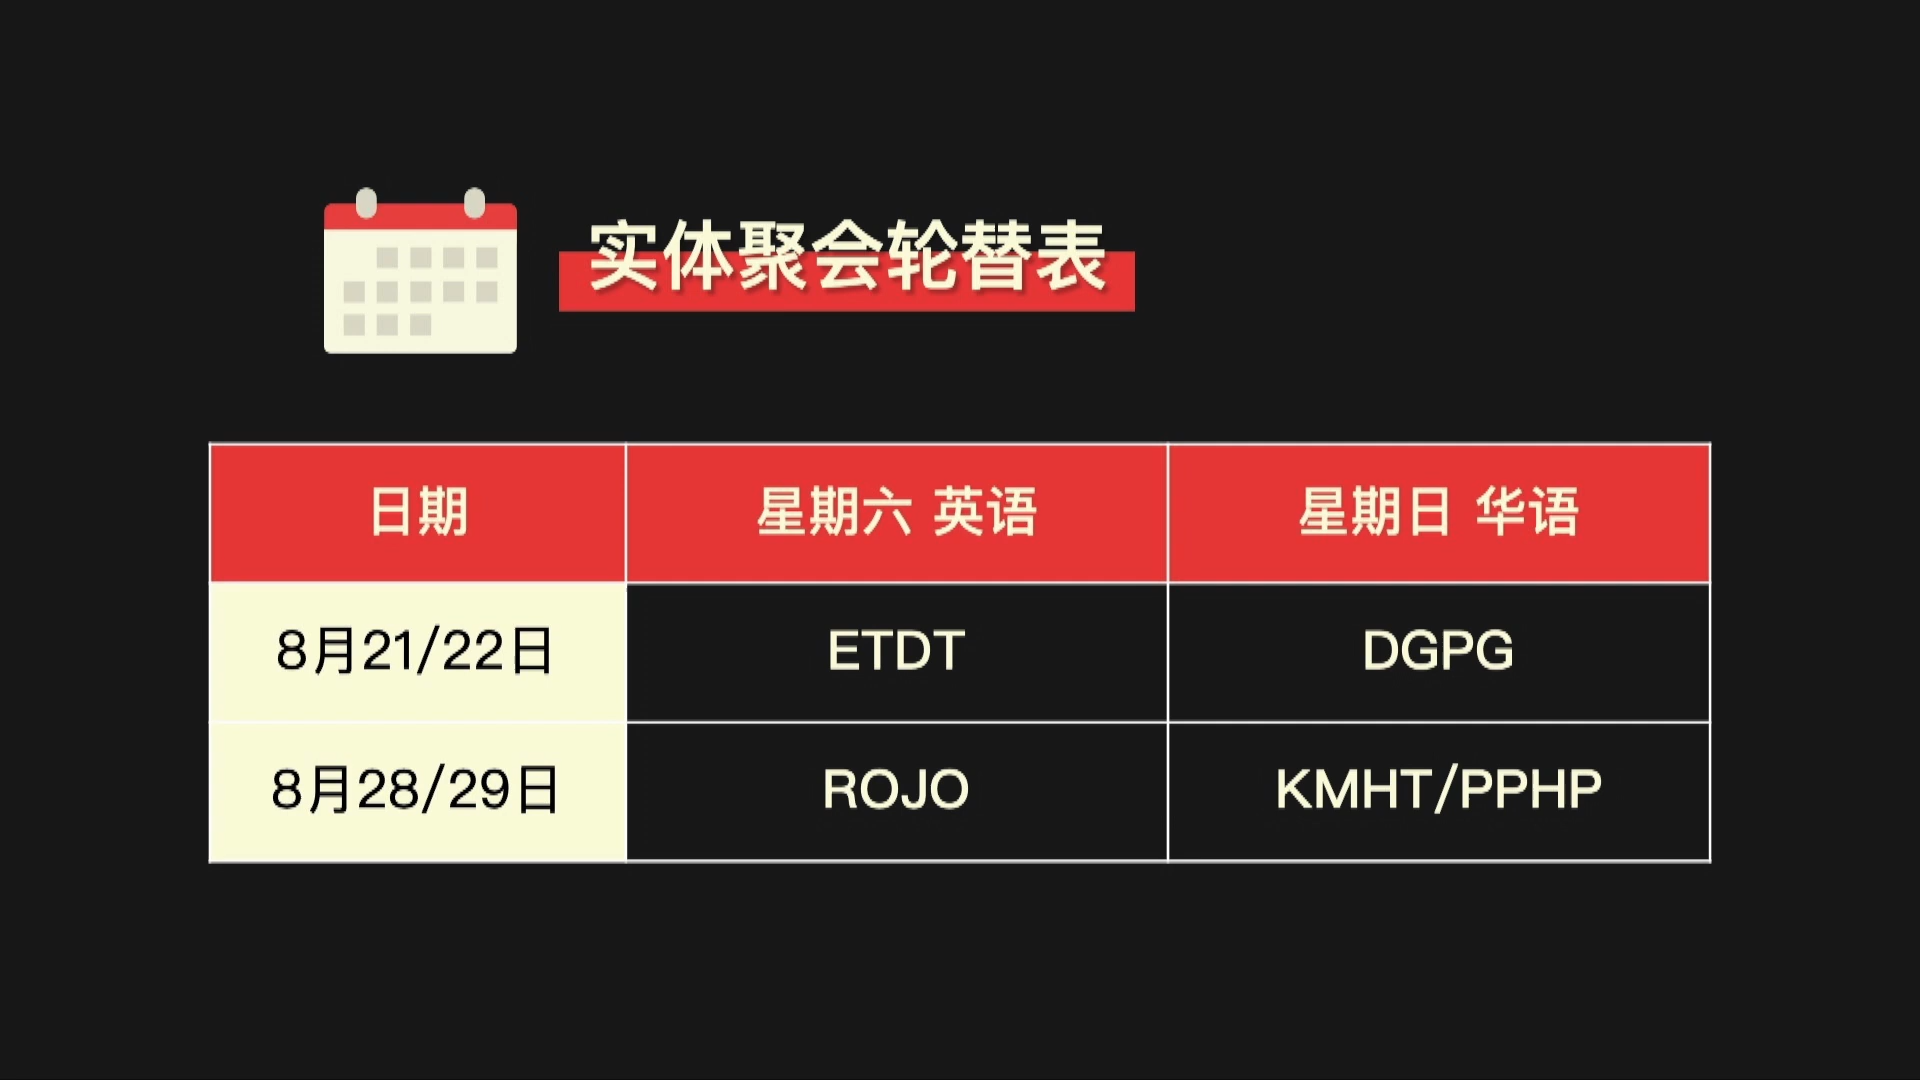 实体聚会轮替表
日期 星期六 英语 星期日 华语
8月21/22日 ETDT DGPG
8月28/29日 ROJO KMHT/PPHP